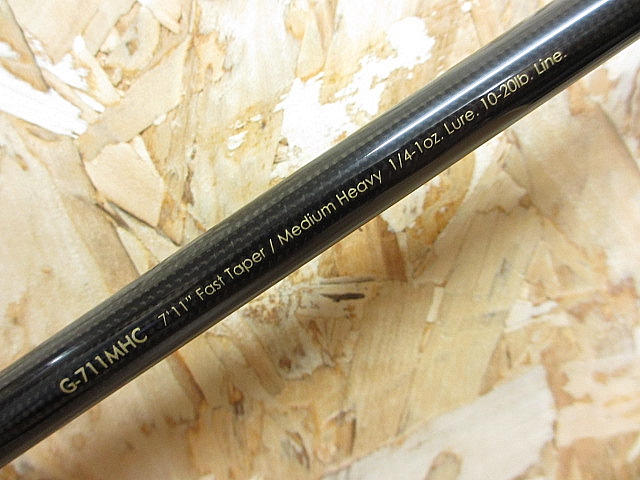 G-711MHC 7'11" Fast Taper / Medium Heavy 1/4-1oz. Lure. 10-20lb. Line.